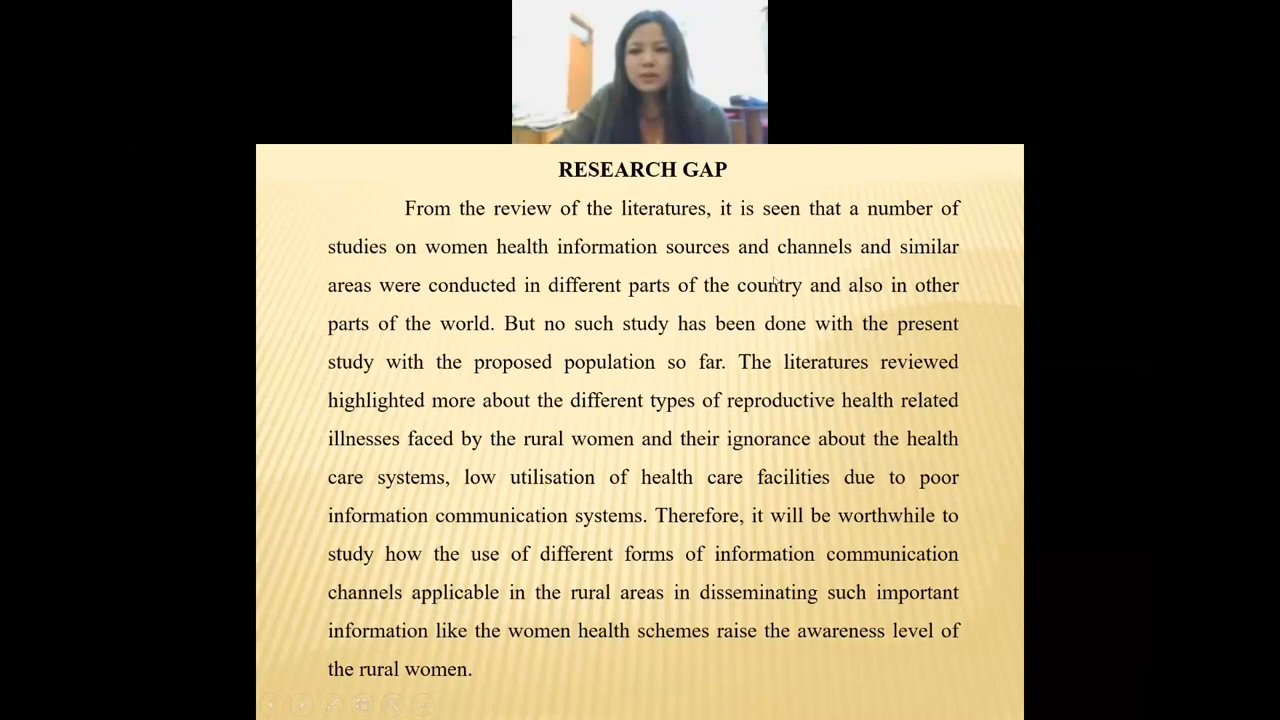 RESEARCH GAP
From the review of the literatures, it is seen that a number of
studies on women health information sources and channels and similar
areas were conducted in different parts of the country and also in other
parts of the world. But no such study has been done with the present
study with the proposed population so far. The literatures reviewed
highlighted more about the different types of reproductive health related
illnesses faced by the rural women and their ignorance about the health
care systems, low utilisation of health care facilities due to poor
information communication systems. Therefore, it will be worthwhile to
study how the use of different forms of information communication
channels applicable in the rural areas in disseminating such important
information like the women health schemes raise the awareness level of
the rural women.